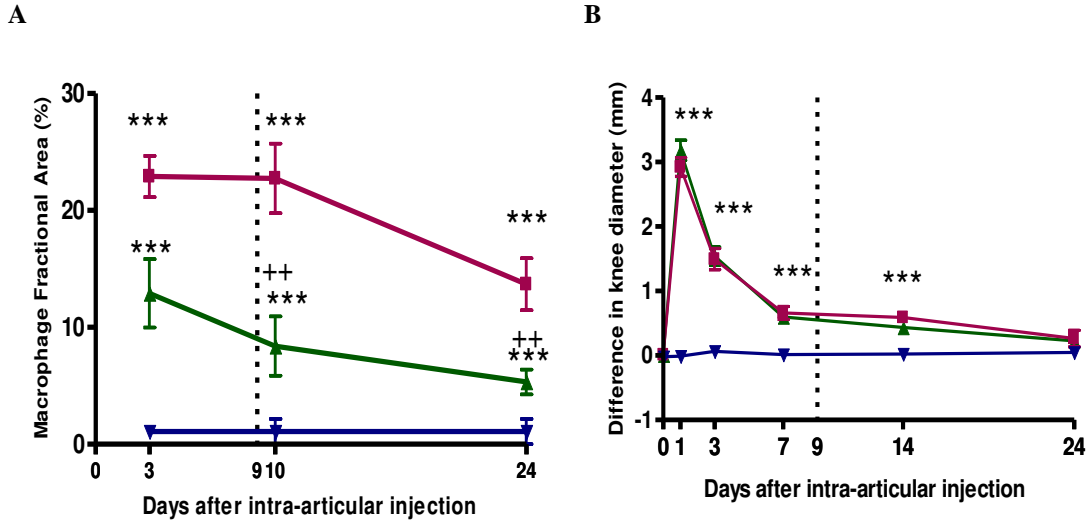 A
B
Macrophage Fractional Area (%)
30
20
10
0
***
***
***
***
++
***
++
***
0 3 9 10 24
Days after intra-articular injection
Difference in knee diameter (mm)
4
3
2
1
0
-1
***
***
***
***
0 1 3 7 9 14 24
Days after intra-articular injection